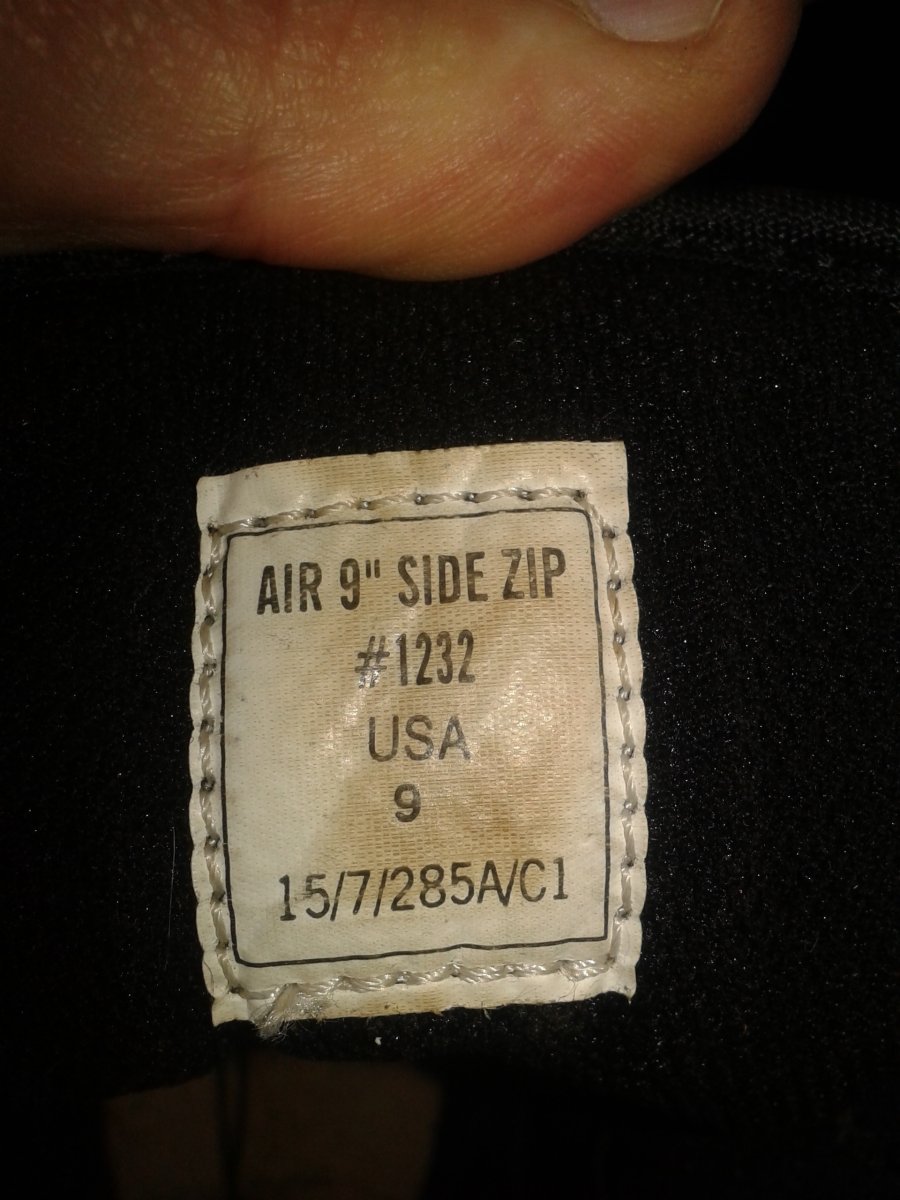 AIR 9" SIDE ZIP
#1232
USA
9
15/7/285A/C1